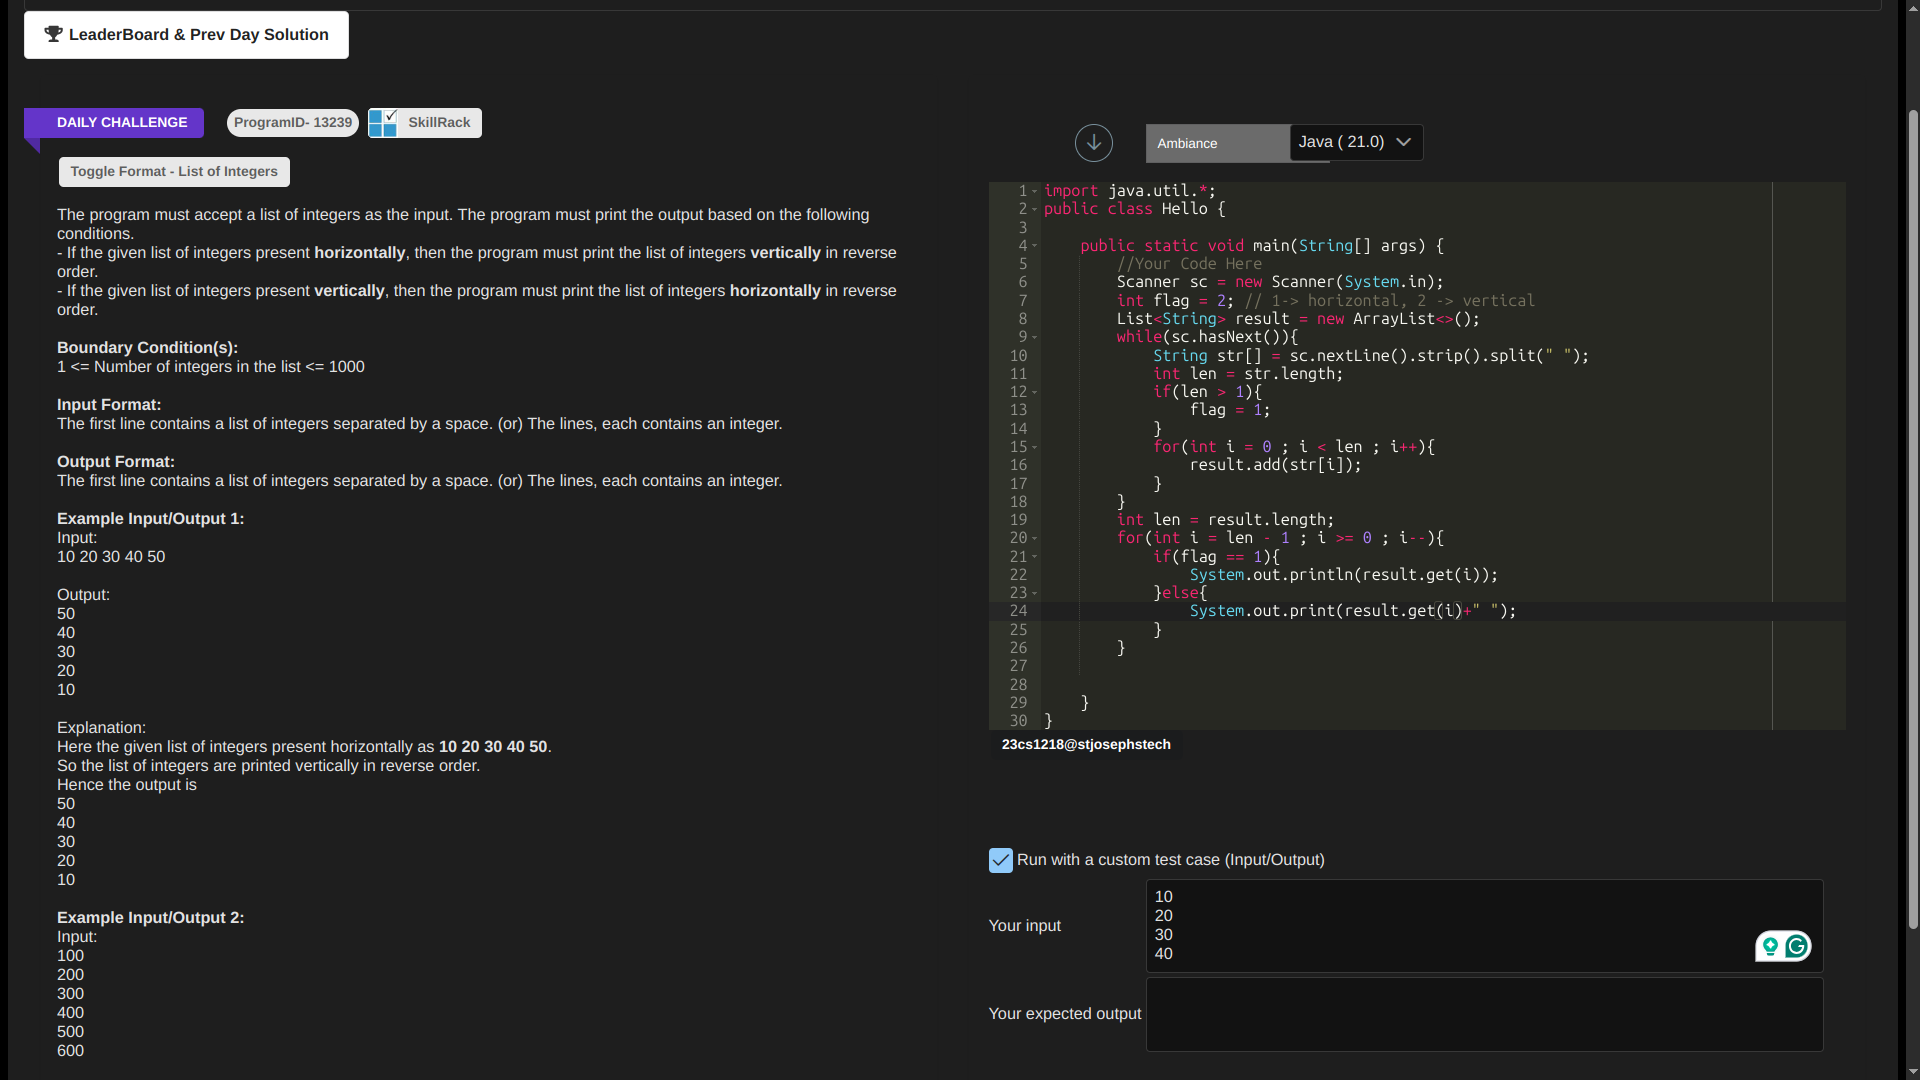 LeaderBoard & Prev Day Solution
DAILY CHALLENGE
ProgramID- 13239
SkillRack
Toggle Format - List of Integers
The program must accept a list of integers as the input. The program must print the output based on the following
conditions.
- If the given list of integers present horizontally, then the program must print the list of integers vertically in reverse
order.
- If the given list of integers present vertically, then the program must print the list of integers horizontally in reverse
order.
Boundary Condition(s):
1 <= Number of integers in the list <= 1000
Input Format:
The first line contains a list of integers separated by a space. (or) The lines, each contains an integer.
Output Format:
The first line contains a list of integers separated by a space. (or) The lines, each contains an integer.
Example Input/Output 1:
Input:
10 20 30 40 50
Output:
50
40
30
20
10
Explanation:
Here the given list of integers present horizontally as 10 20 30 40 50.
So the list of integers are printed vertically in reverse order.
Hence the output is
50
40
30
20
10
Example Input/Output 2:
Input:
100
200
300
400
500
600
Ambiance
Java ( 21.0)
1 import java.util.*;
2 public class Hello {
3
4     public static void main(String[] args) {
5         //Your Code Here
6         Scanner sc = new Scanner(System.in);
7         int flag = 2; // 1-> horizontal, 2 -> vertical
8         List<String> result = new ArrayList<>();
9         while(sc.hasNext()){
10             String str[] = sc.nextLine().strip().split(" ");
11             int len = str.length;
12             if(len > 1){
13                 flag = 1;
14             }
15             for(int i = 0 ; i < len ; i++){
16                 result.add(str[i]);
17             }
18         }
19         int len = result.length;
20         for(int i = len - 1 ; i >= 0 ; i--){
21             if(flag == 1){
22                 System.out.println(result.get(i));
23             }else{
24                 System.out.print(result.get(i)+" ");
25             }
26         }
27
28
29     }
30 }
23cs1218@stjosephstech
Run with a custom test case (Input/Output)
Your input
10
20
30
40
Your expected output